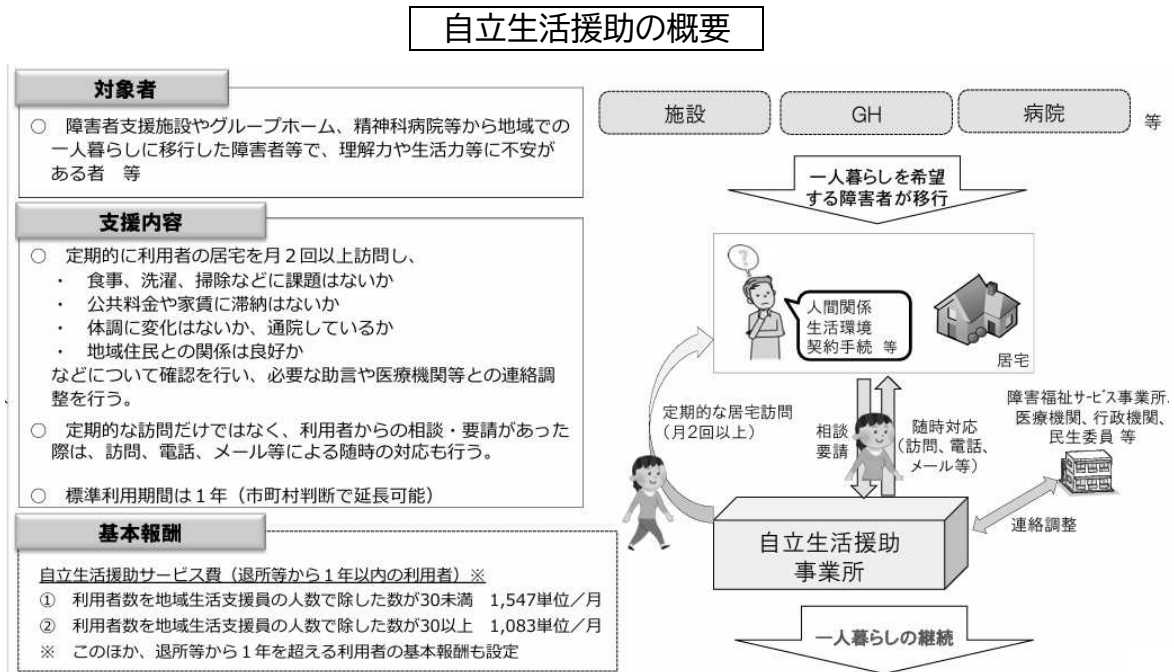 自立生活援助の概要
対象者
○ 障害者支援施設やグループホーム、精神科病院等から地域での
一人暮らしに移行した障害者等で、理解力や生活力等に不安が
ある者 等
支援内容
○ 定期的に利用者の居宅を月２回以上訪問し、
・ 食事、洗濯、掃除などに課題はないか
・ 公共料金や家賃に滞納はないか
・ 体調に変化はないか、通院しているか
・ 地域住民との関係は良好か
などについて確認を行い、必要な助言や医療機関等との連絡調
整を行う。
○ 定期的な訪問だけではなく、利用者からの相談・要請があった
際は、訪問、電話、メール等による随時の対応も行う。
○ 標準利用期間は１年（市町村判断で延長可能）
基本報酬
自立生活援助サービス費（退所等から１年以内の利用者）※
① 利用者数を地域生活支援員の人数で除した数が30未満 1,547単位／月
② 利用者数を地域生活支援員の人数で除した数が30以上 1,083単位／月
※ このほか、退所等から１年を超える利用者の基本報酬も設定
施設
GH
病院
等
一人暮らしを希望
する障害者が移行
?
人間関係
生活環境
契約手続 等
居宅
定期的な居宅訪問
（月2回以上）
相談
要請
随時対応
（訪問、電話、
メール等）
障害福祉サービス事業所、
医療機関、行政機関、
民生委員 等
連絡調整
自立生活援助
事業所
一人暮らしの継続